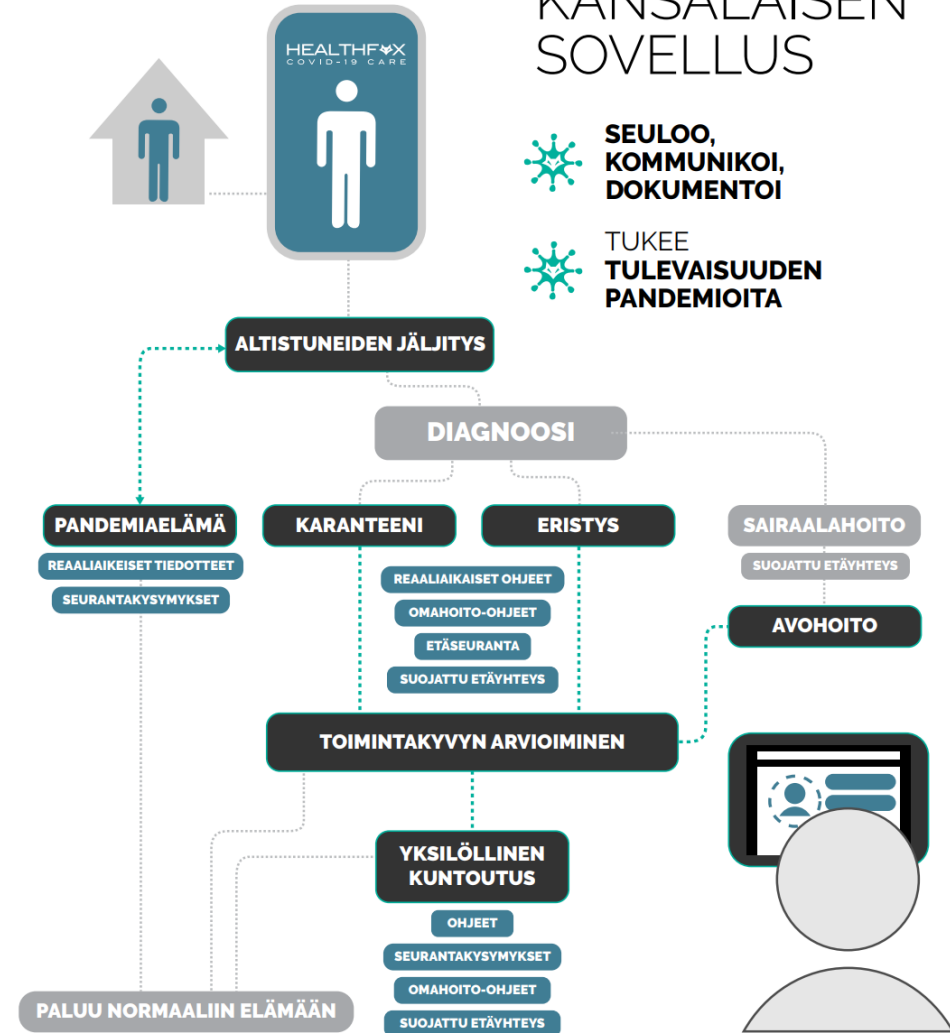 KANSALAISEN
SOVELLUS
HEALTHFOX
COVID-19 CARE
SEULOO,
KOMMUNIKOI,
DOKUMENTOI
TUKEE
TULEVAISUUDEN
PANDEMIOITA
ALTISTUNEIDEN JÄLJITYS
DIAGNOOSI
PANDEMIAELÄMÄ
REAALIAIKEISET TIEDOTTEET
SEURANTAKYSYMYKSET
KARANTEENI
ERISTYS
REAALIAIKAISET OHJEET
OMAHOITO-OHJEET
ETÄSEURANTA
SUOJATTU ETÄYHTEYS
SAIRAALAHOITO
SUOJATTU ETÄYHTEYS
AVOHOITO
TOIMINTAKYVYN ARVIOIMINEN
YKSILÖLLINEN
KUNTOUTUS
OHJEET
SEURANTAKYSYMYKSET
OMAHOITO-OHJEET
SUOJATTU ETÄYHTEYS
PALUU NORMAALIIN ELÄMÄÄN